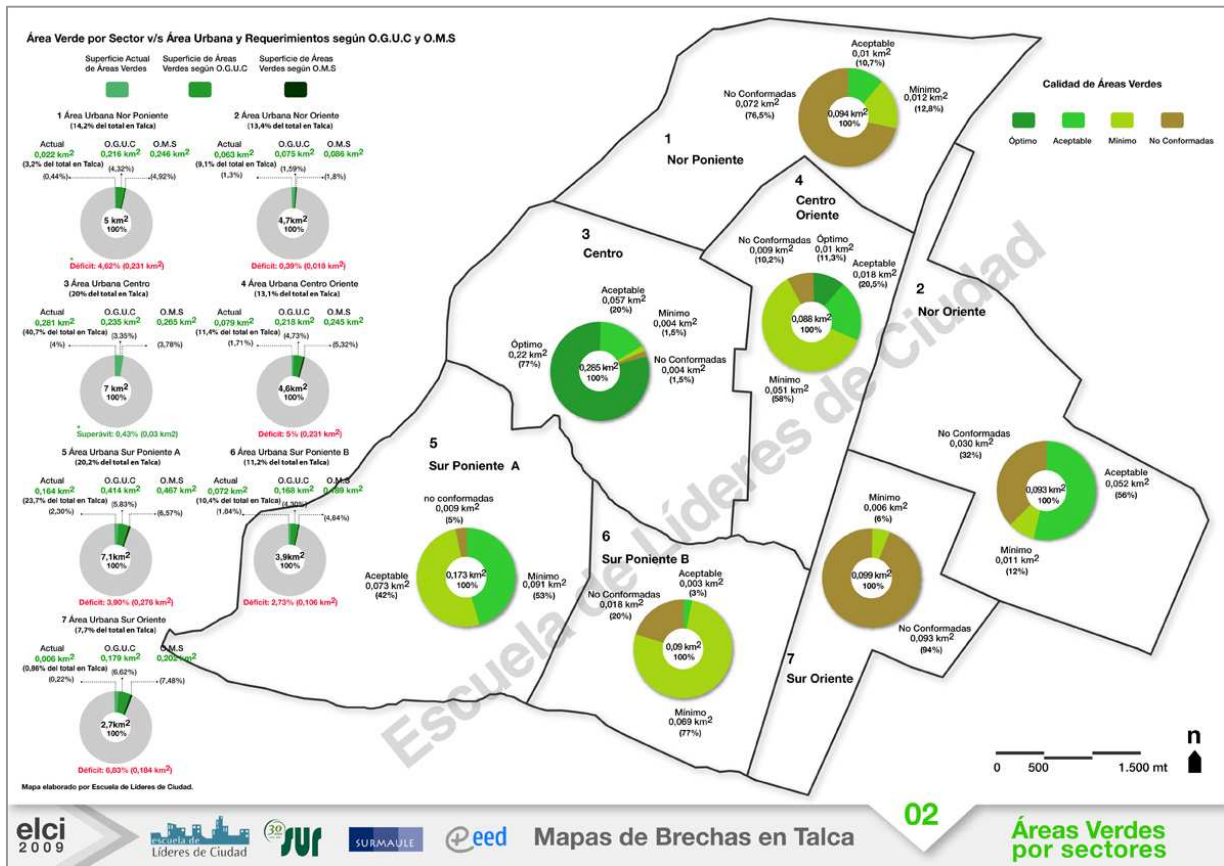 Área Verde por Sector v/s Área Urbana y Requerimientos según O.G.U.C y O.M.S
Superficie Actual
de Áreas Verdes
Superficie de Áreas
Verdes según O.G.U.C
Superficie de Áreas
Verdes según O.M.S
1 Área Urbana Nor Poniente
(14,2% del total en Talca)
Actual O.G.U.C O.M.S
0,022 km2 0,216 km2 0,246 km2
(3,2% del total en Talca)
(4,32%)
(0,44%) (4,92%)
5 km2
100%
Déficit: 4,62% (0,231 km2)
2 Área Urbana Nor Oriente
(13,4% del total en Talca)
Actual O.G.U.C O.M.S
0,063 km2 0,075 km2 0,086 km2
(9,1% del total en Talca)
(1,59%)
(1,3%) (1,8%)
4,7km2
100%
Déficit: 0,39% (0,018 km2)
3 Área Urbana Centro
(20% del total en Talca)
Actual O.G.U.C O.M.S
0,281 km2 0,235 km2 0,265 km2
(40,7% del total en Talca)
(3,35%)
(4%) (3,78%)
7 km2
100%
Superávit: 0,43% (0,03 km2)
4 Área Urbana Centro Oriente
(13,1% del total en Talca)
Actual O.G.U.C O.M.S
0,079 km2 0,218 km2 0,245 km2
(11,4% del total en Talca)
(4,73%)
(1,71%) (5,32%)
4,6km2
100%
Déficit: 5% (0,231 km2)
5 Área Urbana Sur Poniente A
(20,2% del total en Talca)
Actual O.G.U.C O.M.S
0,164 km2 0,414 km2 0,467 km2
(23,7% del total en Talca)
(5,83%)
(2,30%) (6,57%)
7,1km2
100%
Déficit: 3,90% (0,276 km2)
6 Área Urbana Sur Poniente B
(11,2% del total en Talca)
Actual O.G.U.C O.M.S
0,072 km2 0,168 km2
(10,4% del total en Talca)
(4,30%)
(1,04%) (4,84%)
3,9km2
100%
Déficit: 2,73% (0,106 km2)
7 Área Urbana Sur Oriente
(7,7% del total en Talca)
Actual O.G.U.C O.M.S
0,006 km2 0,179 km2 0,202 km2
(0,86% del total en Talca)
(6,62%)
(0,22%) (7,48%)
2,7km2
100%
Déficit: 6,83% (0,184 km2)
Mapa elaborado por Escuela de Líderes de Ciudad.
1
Nor Poniente
Aceptable
0,01 km2
(10,7%)
Mínimo
0,012 km2
(12,8%)
No Conformadas
0,072 km2
(76,5%)
0,094 km2
100%
Calidad de Áreas Verdes
Óptimo Aceptable Mínimo No Conformadas
4
Centro
Oriente
No Conformadas
0,009 km2
(10,2%)
Óptimo
0,01 km2
(11,3%)
Aceptable
0,018 km2
(20,5%)
0,088 km2
100%
Mínimo
0,051 km2
(58%)
3
Centro
Aceptable
0,057 km2
(20%)
Mínimo
0,004 km2
(1,5%)
No Conformadas
0,004 km2
(1,5%)
Óptimo
0,22 km2
(77%)
0,285 km2
100%
2
Nor Oriente
No Conformadas
0,030 km2
(32%)
Aceptable
0,052 km2
(56%)
0,093 km2
100%
Mínimo
0,011 km2
(12%)
5
Sur Poniente A
no conformadas
0,009 km2
(5%)
Aceptable
0,073 km2
(42%)
0,173 km2
100%
Mínimo
0,091 km2
(53%)
6
Sur Poniente B
Aceptable
0,003 km2
(3%)
No Conformadas
0,018 km2
(20%)
0,09 km2
100%
Mínimo
0,069 km2
(77%)
7
Sur Oriente
Mínimo
0,006 km2
(6%)
0,099 km2
100%
No Conformadas
0,093 km2
(94%)
Escuela de Líderes de Ciudad
n
0 500 1.500 mt
elci
2009
escuela de
Líderes de Ciudad
30
sur
SURMAULE
eed
Mapas de Brechas en Talca
02
Áreas Verdes
por sectores